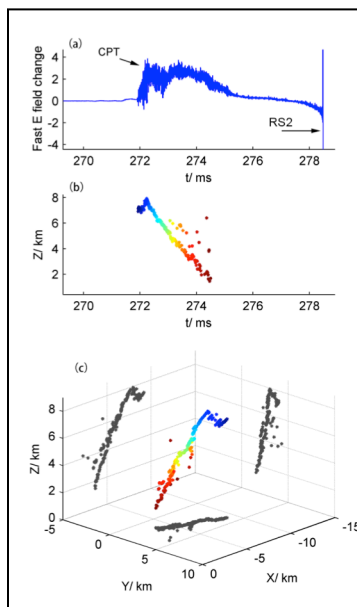 (a)
CPT
4
2
0
-2
-4
Fast E field change
RS2
270 272 274 276 278
t/ ms
(b)
8
6
4
2
Z/ km
270 272 274 276 278
t/ ms
(c)
8
6
4
2
0
Z/ km
-5
0
5
10
Y/ km
0
-5
-10
-15
X/ km